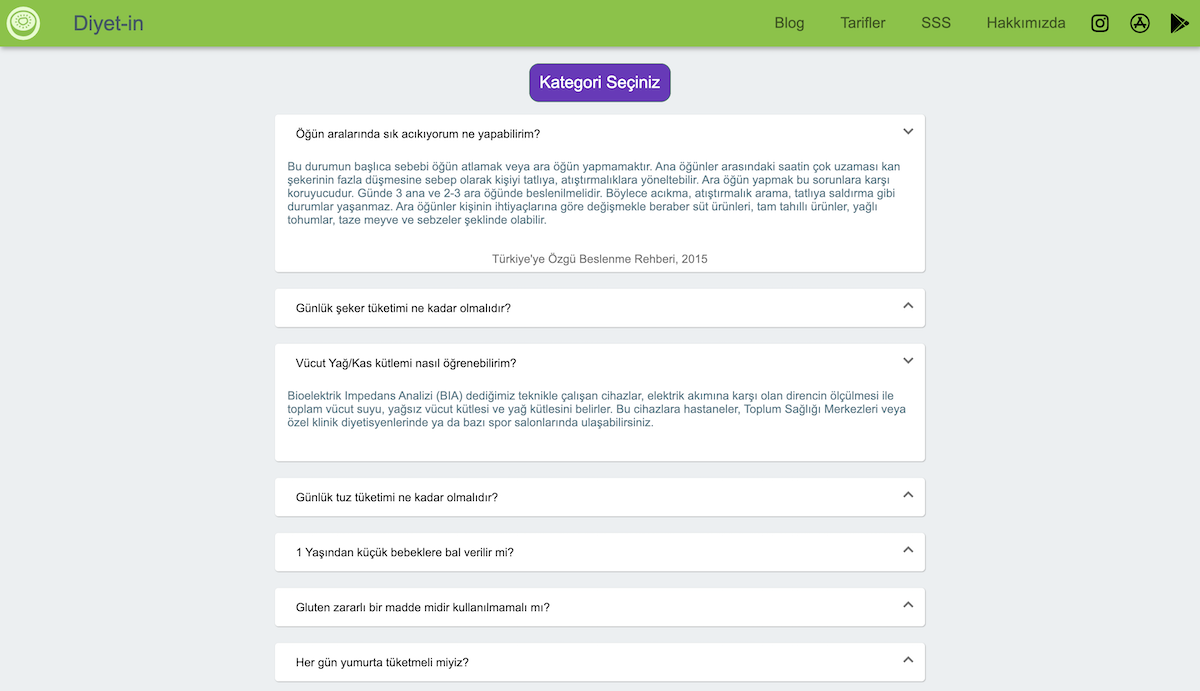 Diyet-in
Blog
Tarifler
SSS
Hakkımızda
Kategori Seçiniz
Öğün aralarında sık acıkıyorum ne yapabilirim?
Bu durumun başlıca sebebi öğün atlamak veya ara öğün yapmamaktır. Ana öğünler arasındaki saatin çok uzaması kan
şekerinin fazla düşmesine sebep olarak kişiyi tatlıya, atıştırmalıklara yöneltebilir. Ara öğün yapmak bu sorunlara karşı
koruyucudur. Günde 3 ana ve 2-3 ara öğünde beslenilmelidir. Böylece acıkma, atıştırmalık arama, tatlıya saldırma gibi
durumlar yaşanmaz. Ara öğünler kişinin ihtiyaçlarına göre değişmekle beraber süt ürünleri, tam tahıllı ürünler, yağlı
tohumlar, taze meyve ve sebzeler şeklinde olabilir.
Türkiye'ye Özgü Beslenme Rehberi, 2015
Günlük şeker tüketimi ne kadar olmalıdır?
Vücut Yağ/Kas kütlemi nasıl öğrenebilirim?
Bioelektrik Impedans Analizi (BIA) dediğimiz teknikle çalışan cihazlar, elektrik akımına karşı olan direncin ölçülmesi ile
toplam vücut suyu, yağsız vücut kütlesi ve yağ kütlesini belirler. Bu cihazlara hastaneler, Toplum Sağlığı Merkezleri veya
özel klinik diyetisyenlerinde ya da bazı spor salonlarında ulaşabilirsiniz.
Günlük tuz tüketimi ne kadar olmalıdır?
1 Yaşından küçük bebeklere bal verilir mi?
Gluten zararlı bir madde midir kullanılmamalı mı?
Her gün yumurta tüketmeli miyiz?